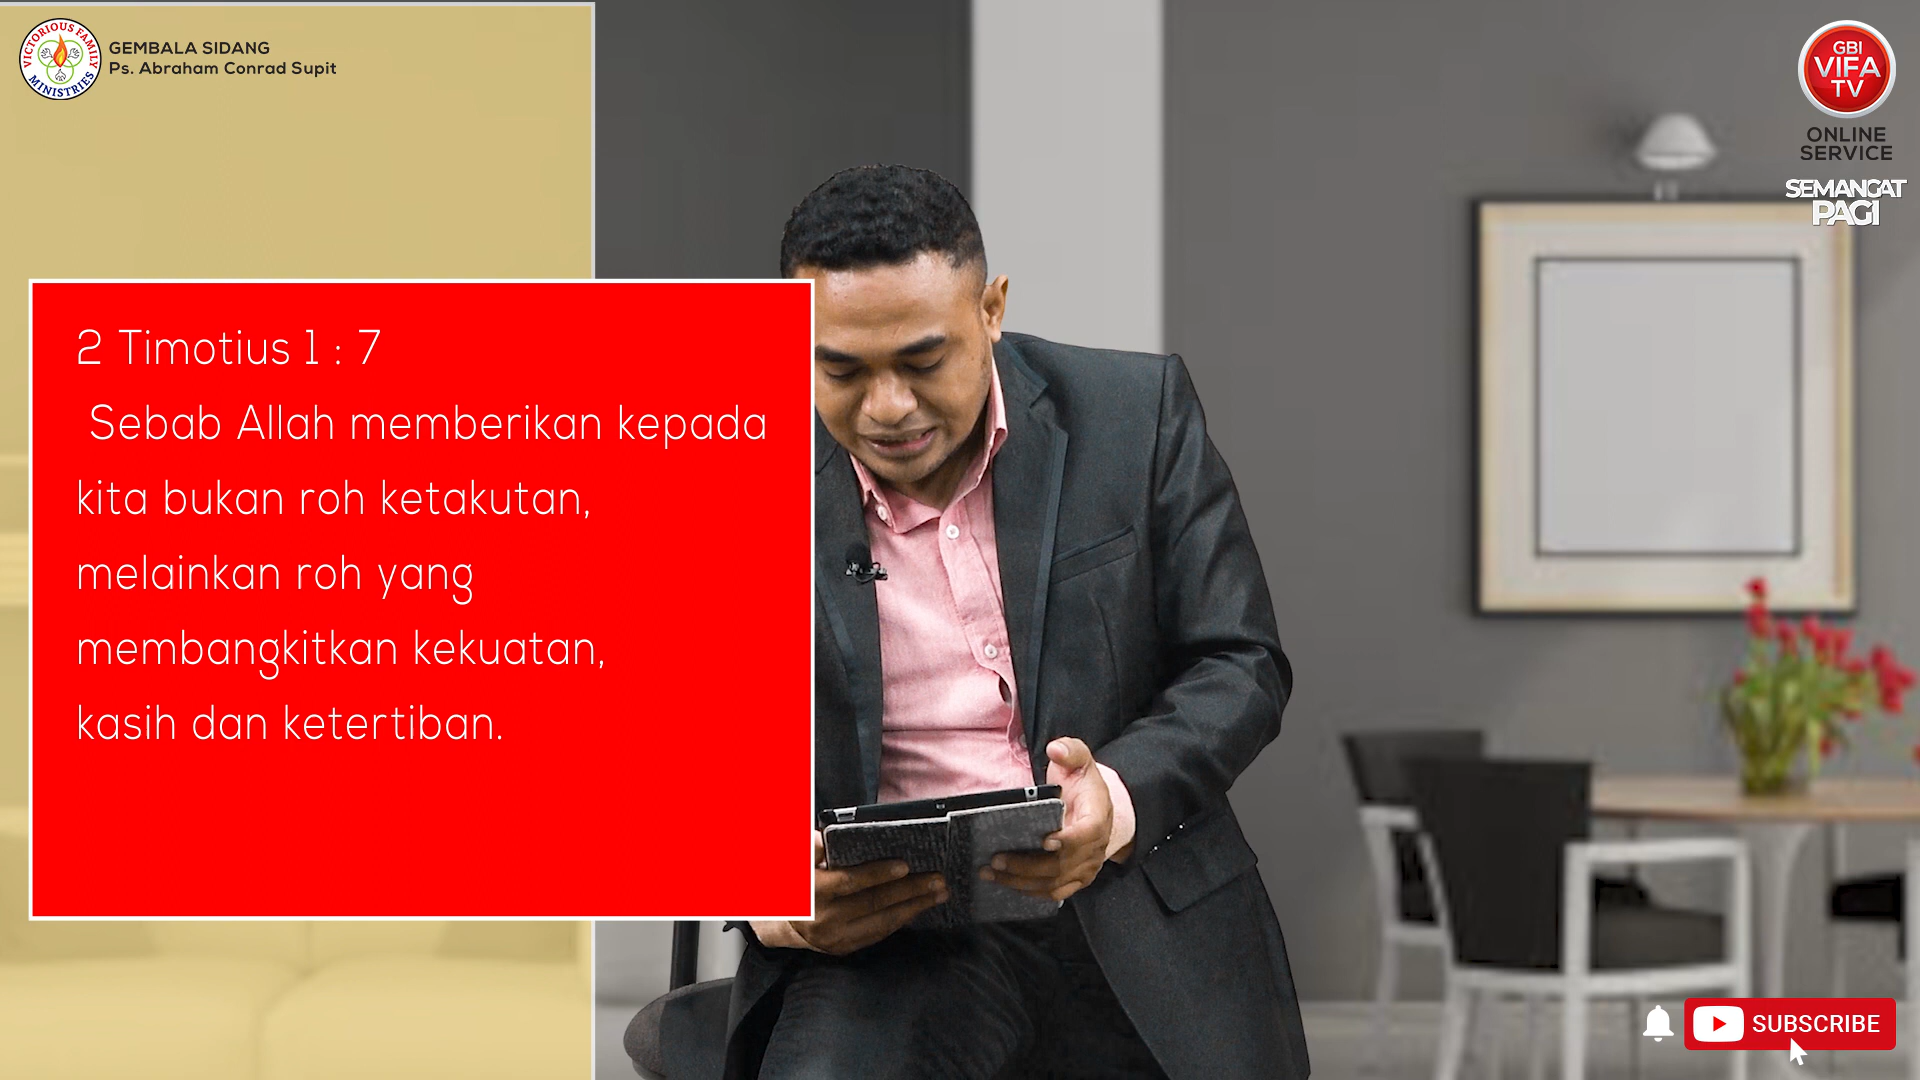 VICTORIOUS FAMILY
MINISTRIES
GEMBALA SIDANG
Ps. Abraham Conrad Supit
GBI
VIFA
TV
ONLINE
SERVICE
SEMANGAT
PAGI
2 Timotius 1 : 7
Sebab Allah memberikan kepada
kita bukan roh ketakutan,
melainkan roh yang
membangkitkan kekuatan,
kasih dan ketertiban.
SUBSCRIBE